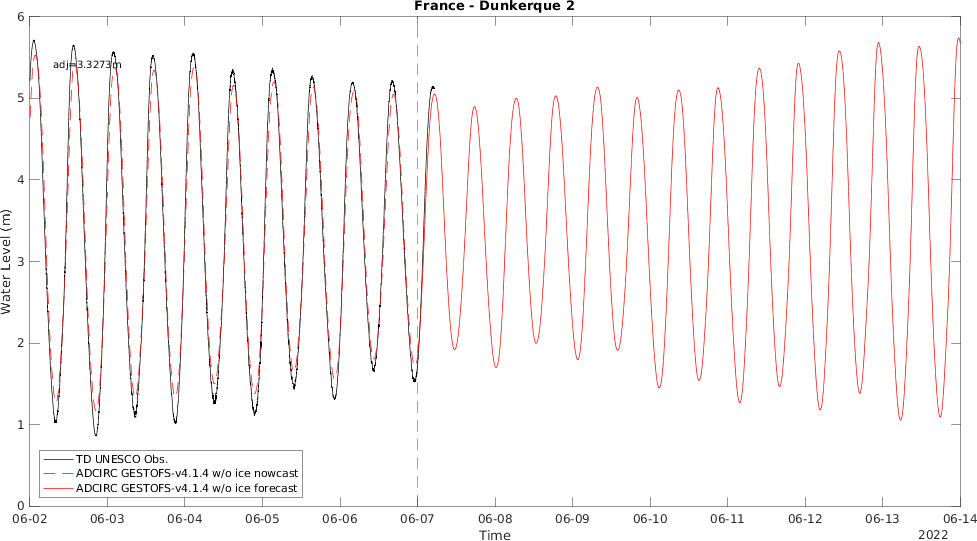 France - Dunkerque 2
adj=3.3273m
6
5
4
3
2
1
0
Water Level (m)
TD UNESCO Obs.
ADCIRC GESTOFS-v4.1.4 w/o ice nowcast
ADCIRC GESTOFS-v4.1.4 w/o ice forecast
06-02 06-03 06-04 06-05 06-06 06-07 06-08 06-09 06-10 06-11 06-12 06-13 06-14
Time
2022